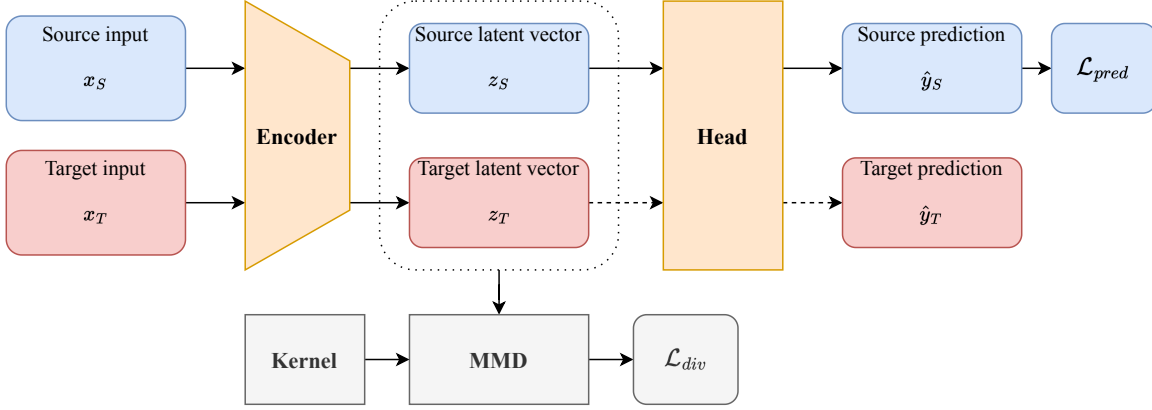 Source input
x_S
Target input
x_T
Encoder
Source latent vector
z_S
Target latent vector
z_T
Head
Source prediction
ŷ_S
Target prediction
ŷ_T
ℒ_pred
Kernel
MMD
ℒ_div